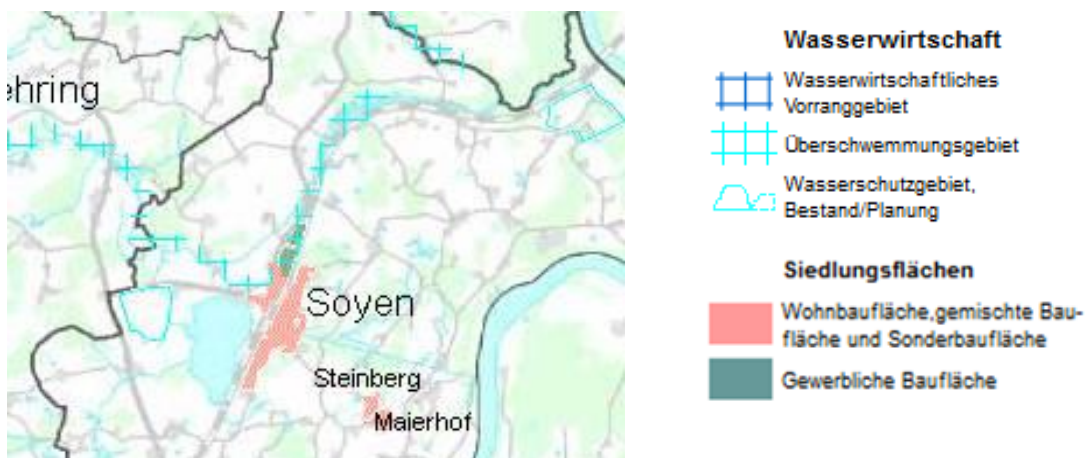 ehring
Soyen
Steinberg
Maierhof
Wasserwirtschaft
Wasserwirtschaftliches
Vorranggebiet
Überschwemmungsgebiet
Wasserschutzgebiet,
Bestand/Planung
Siedlungsflächen
Wohnbaufläche,gemischte Bau-
fläche und Sonderbaufläche
Gewerbliche Baufläche